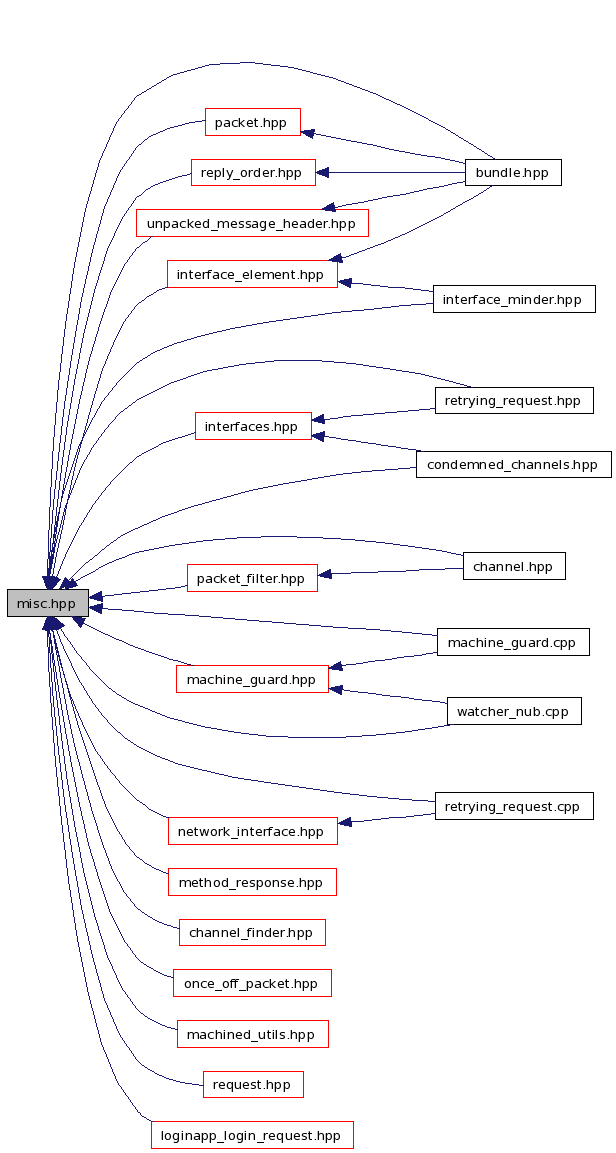 packet.hpp
reply_order.hpp
bundle.hpp
unpacked_message_header.hpp
interface_element.hpp
interface_minder.hpp
retrying_request.hpp
interfaces.hpp
condemned_channels.hpp
channel.hpp
packet_filter.hpp
misc.hpp
machine_guard.cpp
machine_guard.hpp
watcher_nub.cpp
retrying_request.cpp
network_interface.hpp
method_response.hpp
channel_finder.hpp
once_off_packet.hpp
machined_utils.hpp
request.hpp
loginapp_login_request.hpp